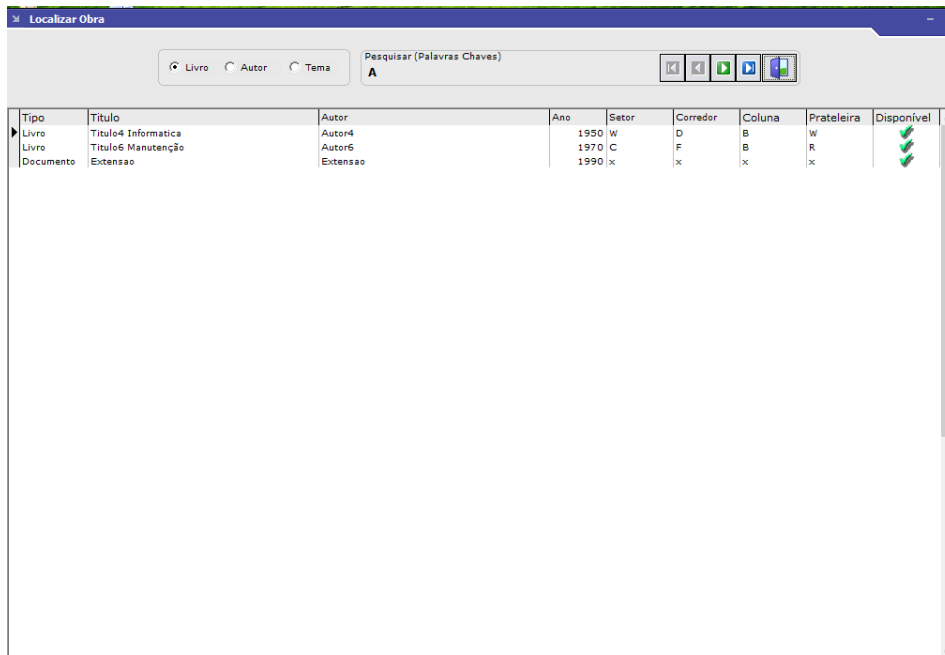 Localizar Obra
Livro Autor Tema
Pesquisar (Palavras Chaves)
A
Tipo Titulo Autor Ano Setor Corredor Coluna Prateleira Disponível
Livro Titulo4 Informatica Autor4 1950 W D B W
Livro Titulo6 Manutenção Autor6 1970 C F B R
Documento Extensao Extensao 1990 x x x x